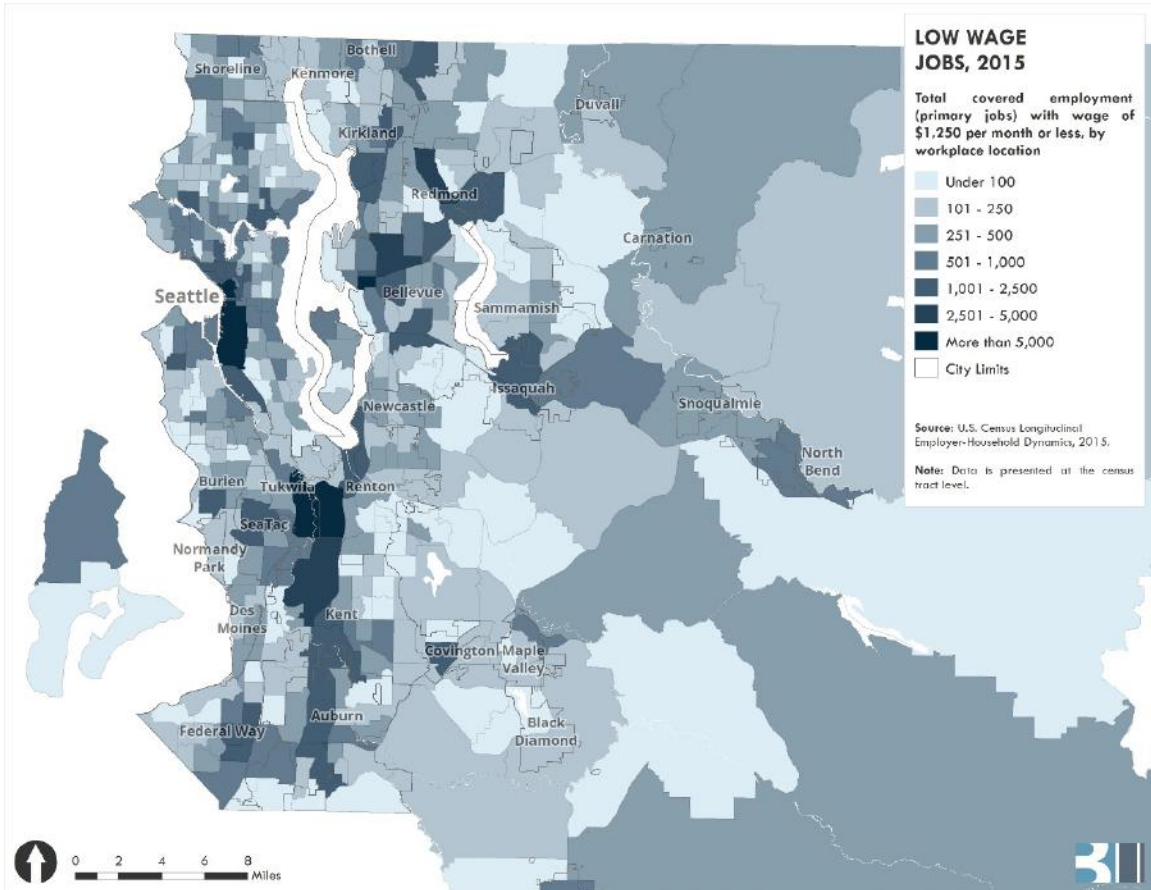 LOW WAGE
JOBS, 2015
Total covered employment
(primary jobs) with wage of
$1,250 per month or less, by
workplace location
Under 100
101 - 250
251 - 500
501 - 1,000
1,001 - 2,500
2,501 - 5,000
More than 5,000
City Limits
Source: U.S. Census Longitudinal
Employer-Household Dynamics, 2015.
Note: Data is presented at the census
tract level.
Bothell
Shoreline
Kenmore
Duvall
Kirkland
Redmond
Carnation
Seattle
Bellevue
Sammamish
Issaquah
Newcastle
Snoqualmie
North
Bend
Burien
Tukwila
Renton
SeaTac
Normandy
Park
Des
Moines
Kent
Covington
Maple
Valley
Auburn
Federal Way
Black
Diamond
0 2 4 6 8
Miles